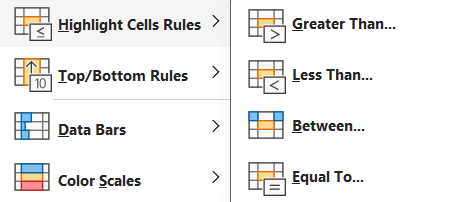 Highlight Cells Rules
Top/Bottom Rules
10
Data Bars
Color Scales
Greater Than...
>
Less Than...
<
Between...
Equal To...
=
≤